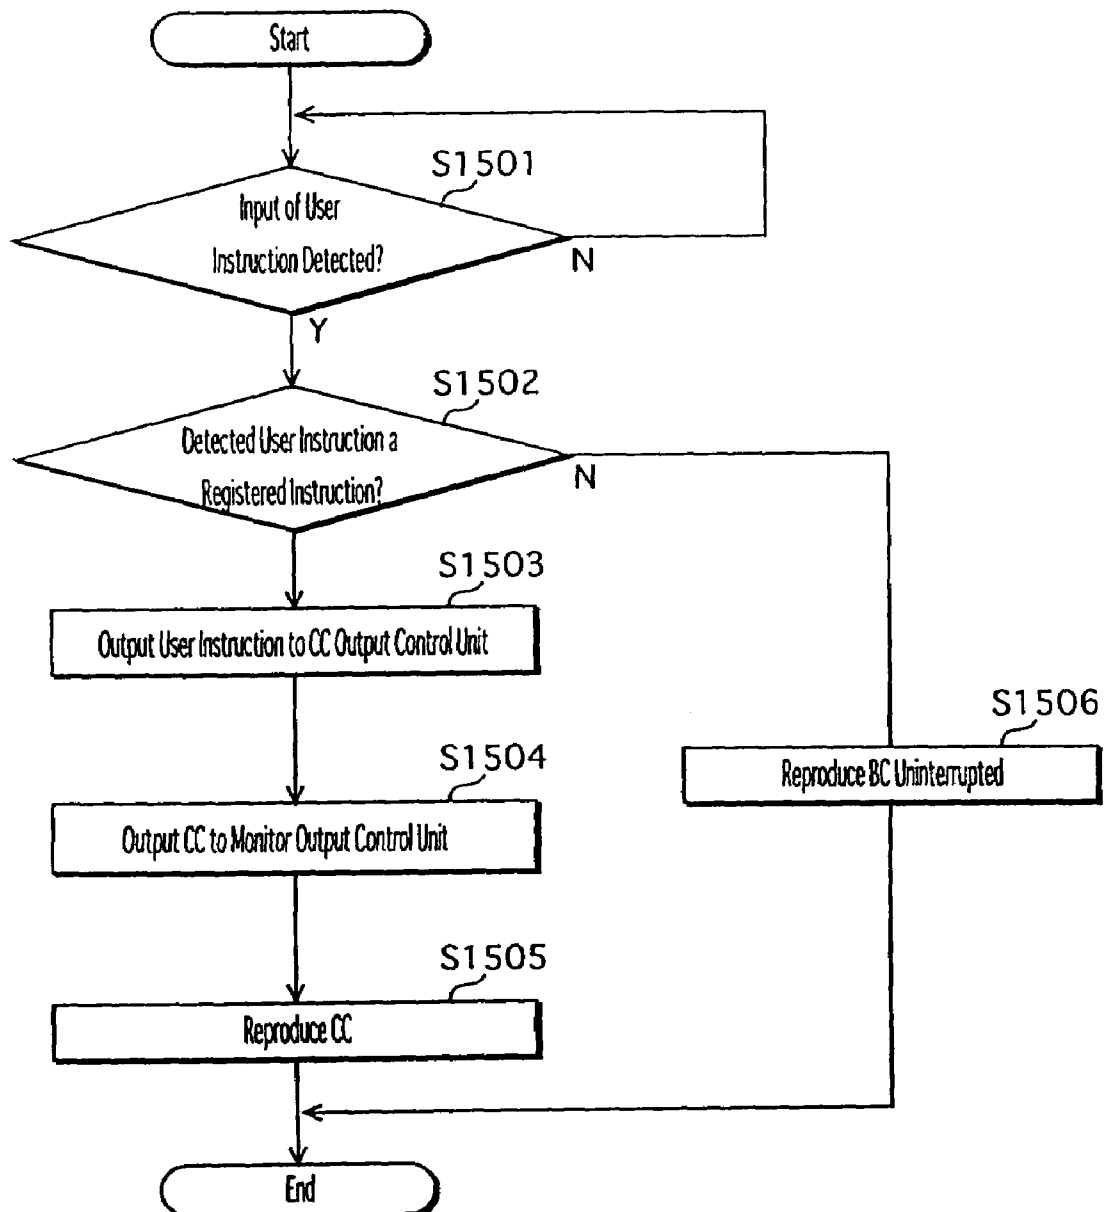 Start
S1501
Input of User
Instruction Detected?
N
Y
S1502
Detected User Instruction a
Registered Instruction?
N
S1503
Output User Instruction to CC Output Control Unit
S1506
Reproduce BC Uninterrupted
S1504
Output CC to Monitor Output Control Unit
S1505
Reproduce CC
End